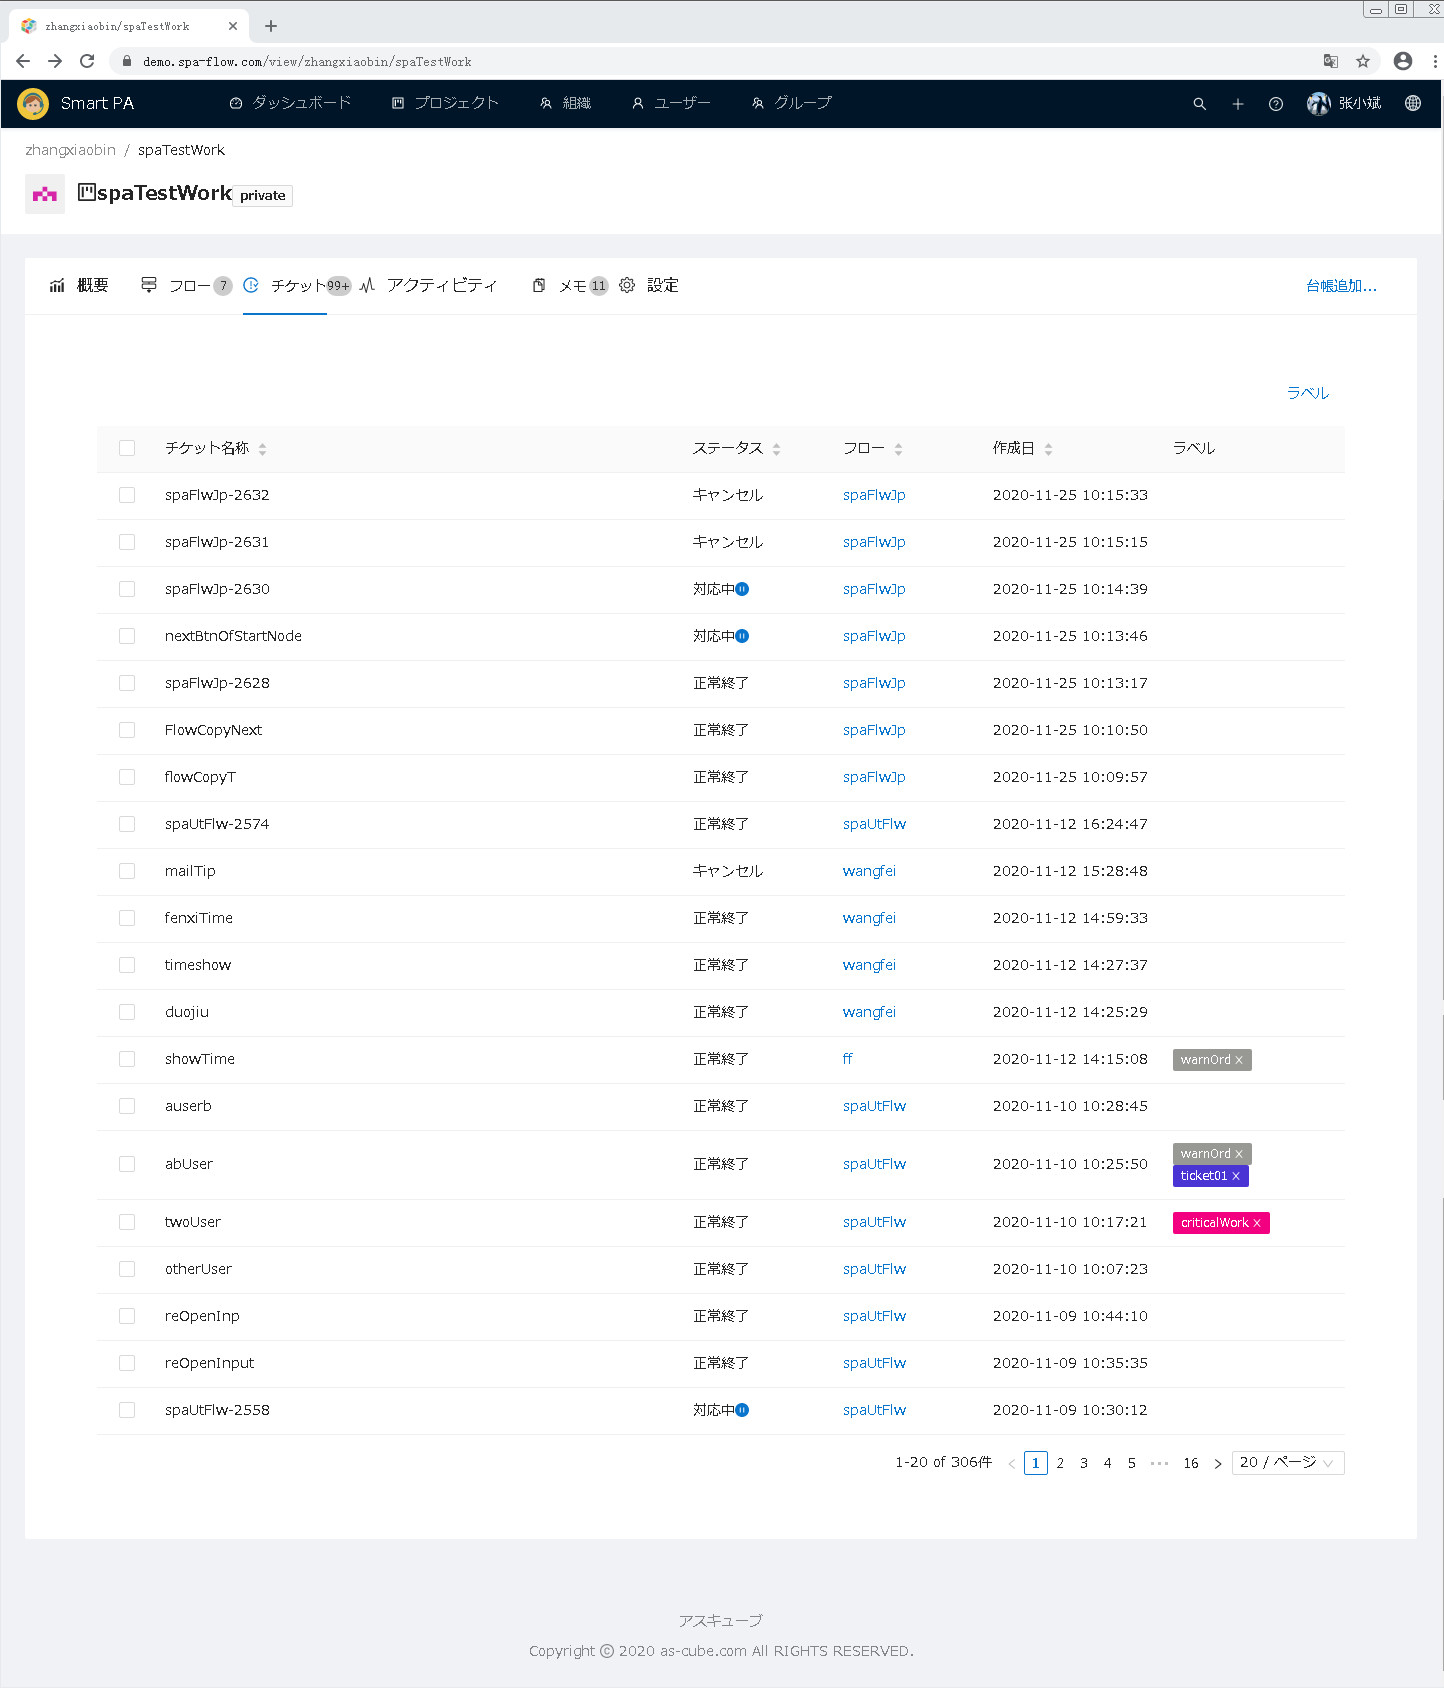 zhangxiaobin/spaTestWork
demo.spa-flow.com/view/zhangxiaobin/spaTestWork
Smart PA ダッシュボード プロジェクト 組織 ユーザー グループ 张小斌
zhangxiaobin / spaTestWork
spaTestWork private
概要 フロー 7 チケット 99+ アクティビティ メモ 11 設定 台帳追加...
ラベル
チケット名称 ステータス フロー 作成日 ラベル
spaFlwJp-2632 キャンセル spaFlwJp 2020-11-25 10:15:33
spaFlwJp-2631 キャンセル spaFlwJp 2020-11-25 10:15:15
spaFlwJp-2630 対応中 spaFlwJp 2020-11-25 10:14:39
nextBtnOfStartNode 対応中 spaFlwJp 2020-11-25 10:13:46
spaFlwJp-2628 正常終了 spaFlwJp 2020-11-25 10:13:17
FlowCopyNext 正常終了 spaFlwJp 2020-11-25 10:10:50
flowCopyT 正常終了 spaFlwJp 2020-11-25 10:09:57
spaUtFlw-2574 正常終了 spaUtFlw 2020-11-12 16:24:47
mailTip キャンセル wangfei 2020-11-12 15:28:48
fenxiTime 正常終了 wangfei 2020-11-12 14:59:33
timeshow 正常終了 wangfei 2020-11-12 14:27:37
duojiu 正常終了 wangfei 2020-11-12 14:25:29
showTime 正常終了 ff 2020-11-12 14:15:08 warnOrd
auserb 正常終了 spaUtFlw 2020-11-10 10:28:45
abUser 正常終了 spaUtFlw 2020-11-10 10:25:50 warnOrd
ticket01
twoUser 正常終了 spaUtFlw 2020-11-10 10:17:21 criticalWork
otherUser 正常終了 spaUtFlw 2020-11-10 10:07:23
reOpenInp 正常終了 spaUtFlw 2020-11-09 10:44:10
reOpenInput 正常終了 spaUtFlw 2020-11-09 10:35:35
spaUtFlw-2558 対応中 spaUtFlw 2020-11-09 10:30:12
1-20 of 306件 < 1 2 3 4 5 ••• 16 > 20 / ページ
アスキューブ
Copyright © 2020 as-cube.com All RIGHTS RESERVED.